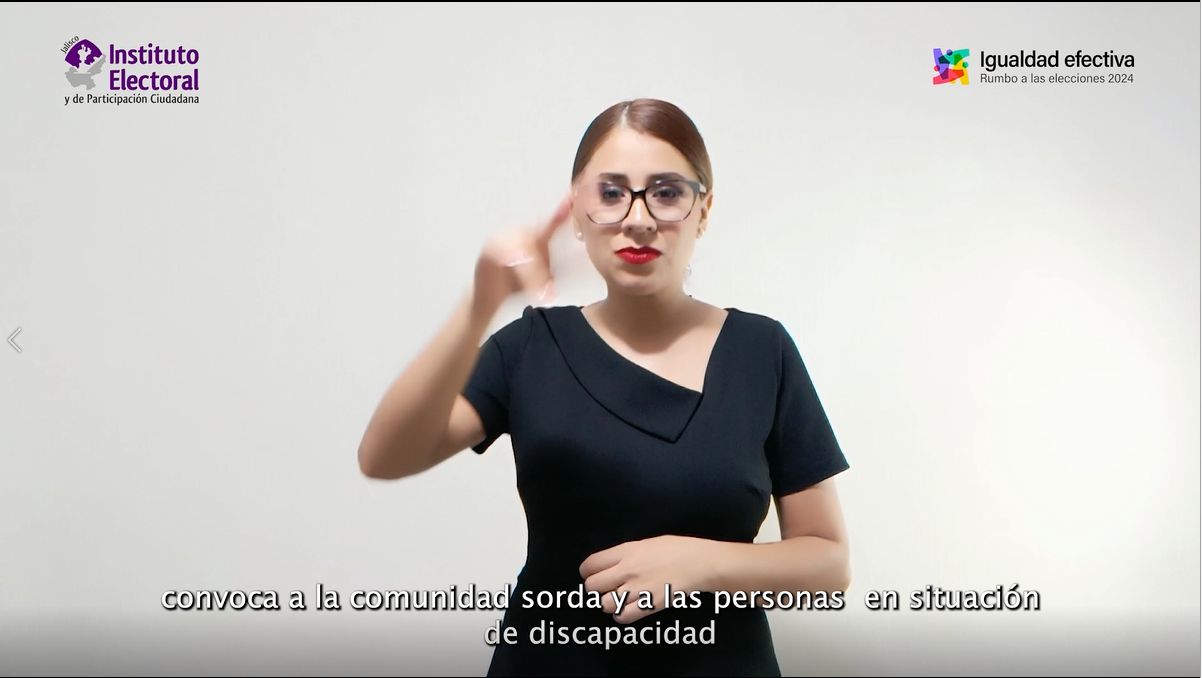 Jalisco
Instituto
Electoral
y de Participación Ciudadana
Igualdad efectiva
Rumbo a las elecciones 2024
convoca a la comunidad sorda y a las personas en situación
de discapacidad